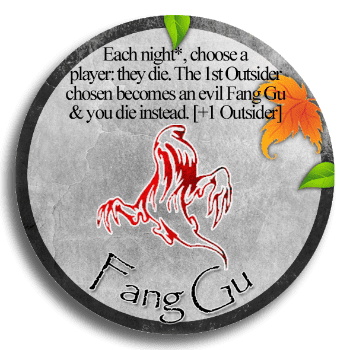 Each night*, choose a
player: they die. The 1st Outsider
chosen becomes an evil Fang Gu
& you die instead. [+1 Outsider]
Fang Gu